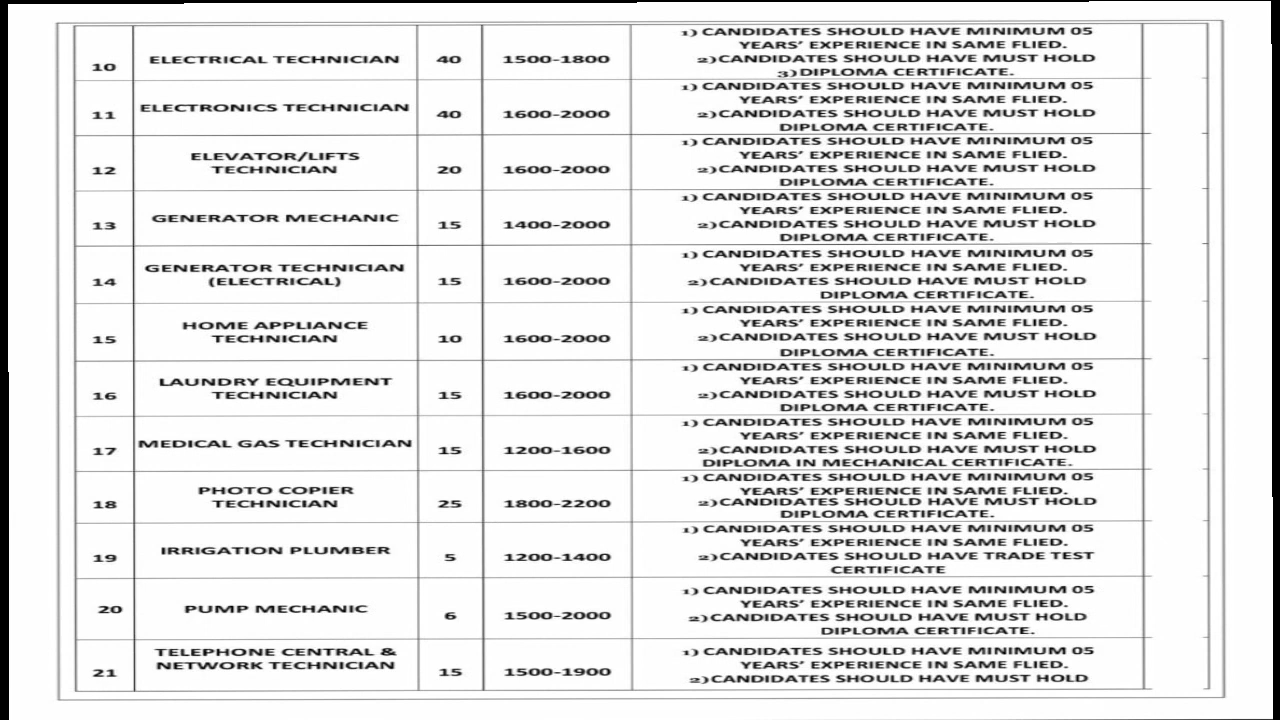 10 ELECTRICAL TECHNICIAN 40 1500-1800 1) CANDIDATES SHOULD HAVE MINIMUM 05
YEARS' EXPERIENCE IN SAME FLIED.
2)CANDIDATES SHOULD HAVE MUST HOLD
3)DIPLOMA CERTIFICATE.
11 ELECTRONICS TECHNICIAN 40 1600-2000 1) CANDIDATES SHOULD HAVE MINIMUM 05
YEARS' EXPERIENCE IN SAME FLIED.
2)CANDIDATES SHOULD HAVE MUST HOLD
DIPLOMA CERTIFICATE.
12 ELEVATOR/LIFTS
TECHNICIAN 20 1600-2000 1) CANDIDATES SHOULD HAVE MINIMUM 05
YEARS' EXPERIENCE IN SAME FLIED.
2)CANDIDATES SHOULD HAVE MUST HOLD
DIPLOMA CERTIFICATE.
13 GENERATOR MECHANIC 15 1400-2000 1) CANDIDATES SHOULD HAVE MINIMUM 05
YEARS' EXPERIENCE IN SAME FLIED.
2)CANDIDATES SHOULD HAVE MUST HOLD
DIPLOMA CERTIFICATE.
14 GENERATOR TECHNICIAN
(ELECTRICAL) 15 1600-2000 1) CANDIDATES SHOULD HAVE MINIMUM 05
YEARS' EXPERIENCE IN SAME FLIED.
2)CANDIDATES SHOULD HAVE MUST HOLD
DIPLOMA CERTIFICATE.
15 HOME APPLIANCE
TECHNICIAN 10 1600-2000 1) CANDIDATES SHOULD HAVE MINIMUM 05
YEARS' EXPERIENCE IN SAME FLIED.
2)CANDIDATES SHOULD HAVE MUST HOLD
DIPLOMA CERTIFICATE.
16 LAUNDRY EQUIPMENT
TECHNICIAN 15 1600-2000 1) CANDIDATES SHOULD HAVE MINIMUM 05
YEARS' EXPERIENCE IN SAME FLIED.
2)CANDIDATES SHOULD HAVE MUST HOLD
DIPLOMA CERTIFICATE.
17 MEDICAL GAS TECHNICIAN 15 1200-1600 1) CANDIDATES SHOULD HAVE MINIMUM 05
YEARS' EXPERIENCE IN SAME FLIED.
2)CANDIDATES SHOULD HAVE MUST HOLD
DIPLOMA IN MECHANICAL CERTIFICATE.
18 PHOTO COPIER
TECHNICIAN 25 1800-2200 1) CANDIDATES SHOULD HAVE MINIMUM 05
YEARS' EXPERIENCE IN SAME FLIED.
2)CANDIDATES SHOULD HAVE MUST HOLD
DIPLOMA CERTIFICATE.
19 IRRIGATION PLUMBER 5 1200-1400 1) CANDIDATES SHOULD HAVE MINIMUM 05
YEARS' EXPERIENCE IN SAME FLIED.
2)CANDIDATES SHOULD HAVE TRADE TEST
CERTIFICATE
20 PUMP MECHANIC 6 1500-2000 1) CANDIDATES SHOULD HAVE MINIMUM 05
YEARS' EXPERIENCE IN SAME FLIED.
2)CANDIDATES SHOULD HAVE MUST HOLD
DIPLOMA CERTIFICATE.
21 TELEPHONE CENTRAL &
NETWORK TECHNICIAN 15 1500-1900 1) CANDIDATES SHOULD HAVE MINIMUM 05
YEARS' EXPERIENCE IN SAME FLIED.
2)CANDIDATES SHOULD HAVE MUST HOLD